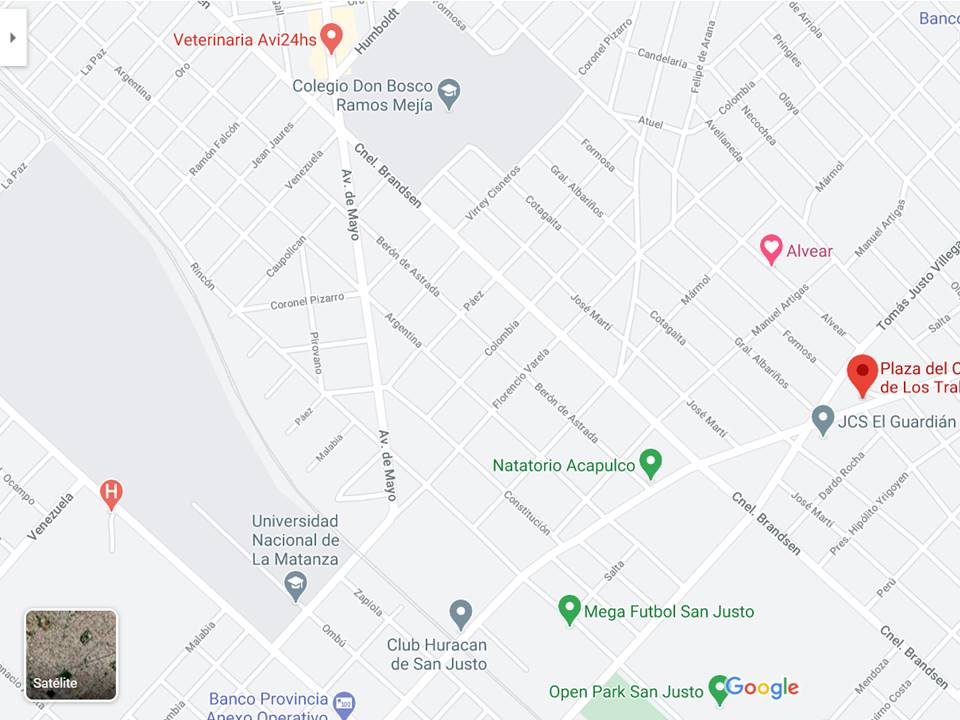 Banco
Veterinaria Avi24hs
Humboldt
Formosa
Coronel Pizarro
Candelaria
Felipe de Arana
de Arriola
Pringles
Olaya
La Paz
Argentina
Oro
Colegio Don Bosco
Ramos Mejía
Colombia
Necochea
Atuel
Avellaneda
Ramón Falcón
Jean Jaures
Venezuela
Cnel. Brandsen
Av. de Mayo
La Paz
Virrey Cisneros
Formosa
Gral. Albariños
Cotagaita
Mármol
Manuel Artigas
Alvear
Tomás Justo Villega
Caupolican
Rincón
Berón de Astrada
Coronel Pizarro
Páez
José Martí
Mármol
Manuel Artigas
Cotagaita
Alvear
Salta
Argentina
Colombia
Pirovano
Formosa
Gral. Albariños
Florencio Varela
Plaza del C
de Los Tra
Berón de Astrada
Páez
José Martí
JCS El Guardián
Malabia
Av. de Mayo
Natatorio Acapulco
Dardo Rocha
Ocampo
Venezuela
H
Constitución
Cnel. Brandsen
José Martí
Pres. Hipólito Yrigoyen
Universidad
Nacional de
La Matanza
Salta
Perú
Zapiola
Mega Futbol San Justo
Ombú
Malabia
Club Huracan
de San Justo
Cnel. Brandsen
Satélite
Mendoza
Open Park San Justo
Google
Banco Provincia
Anexo Operativo